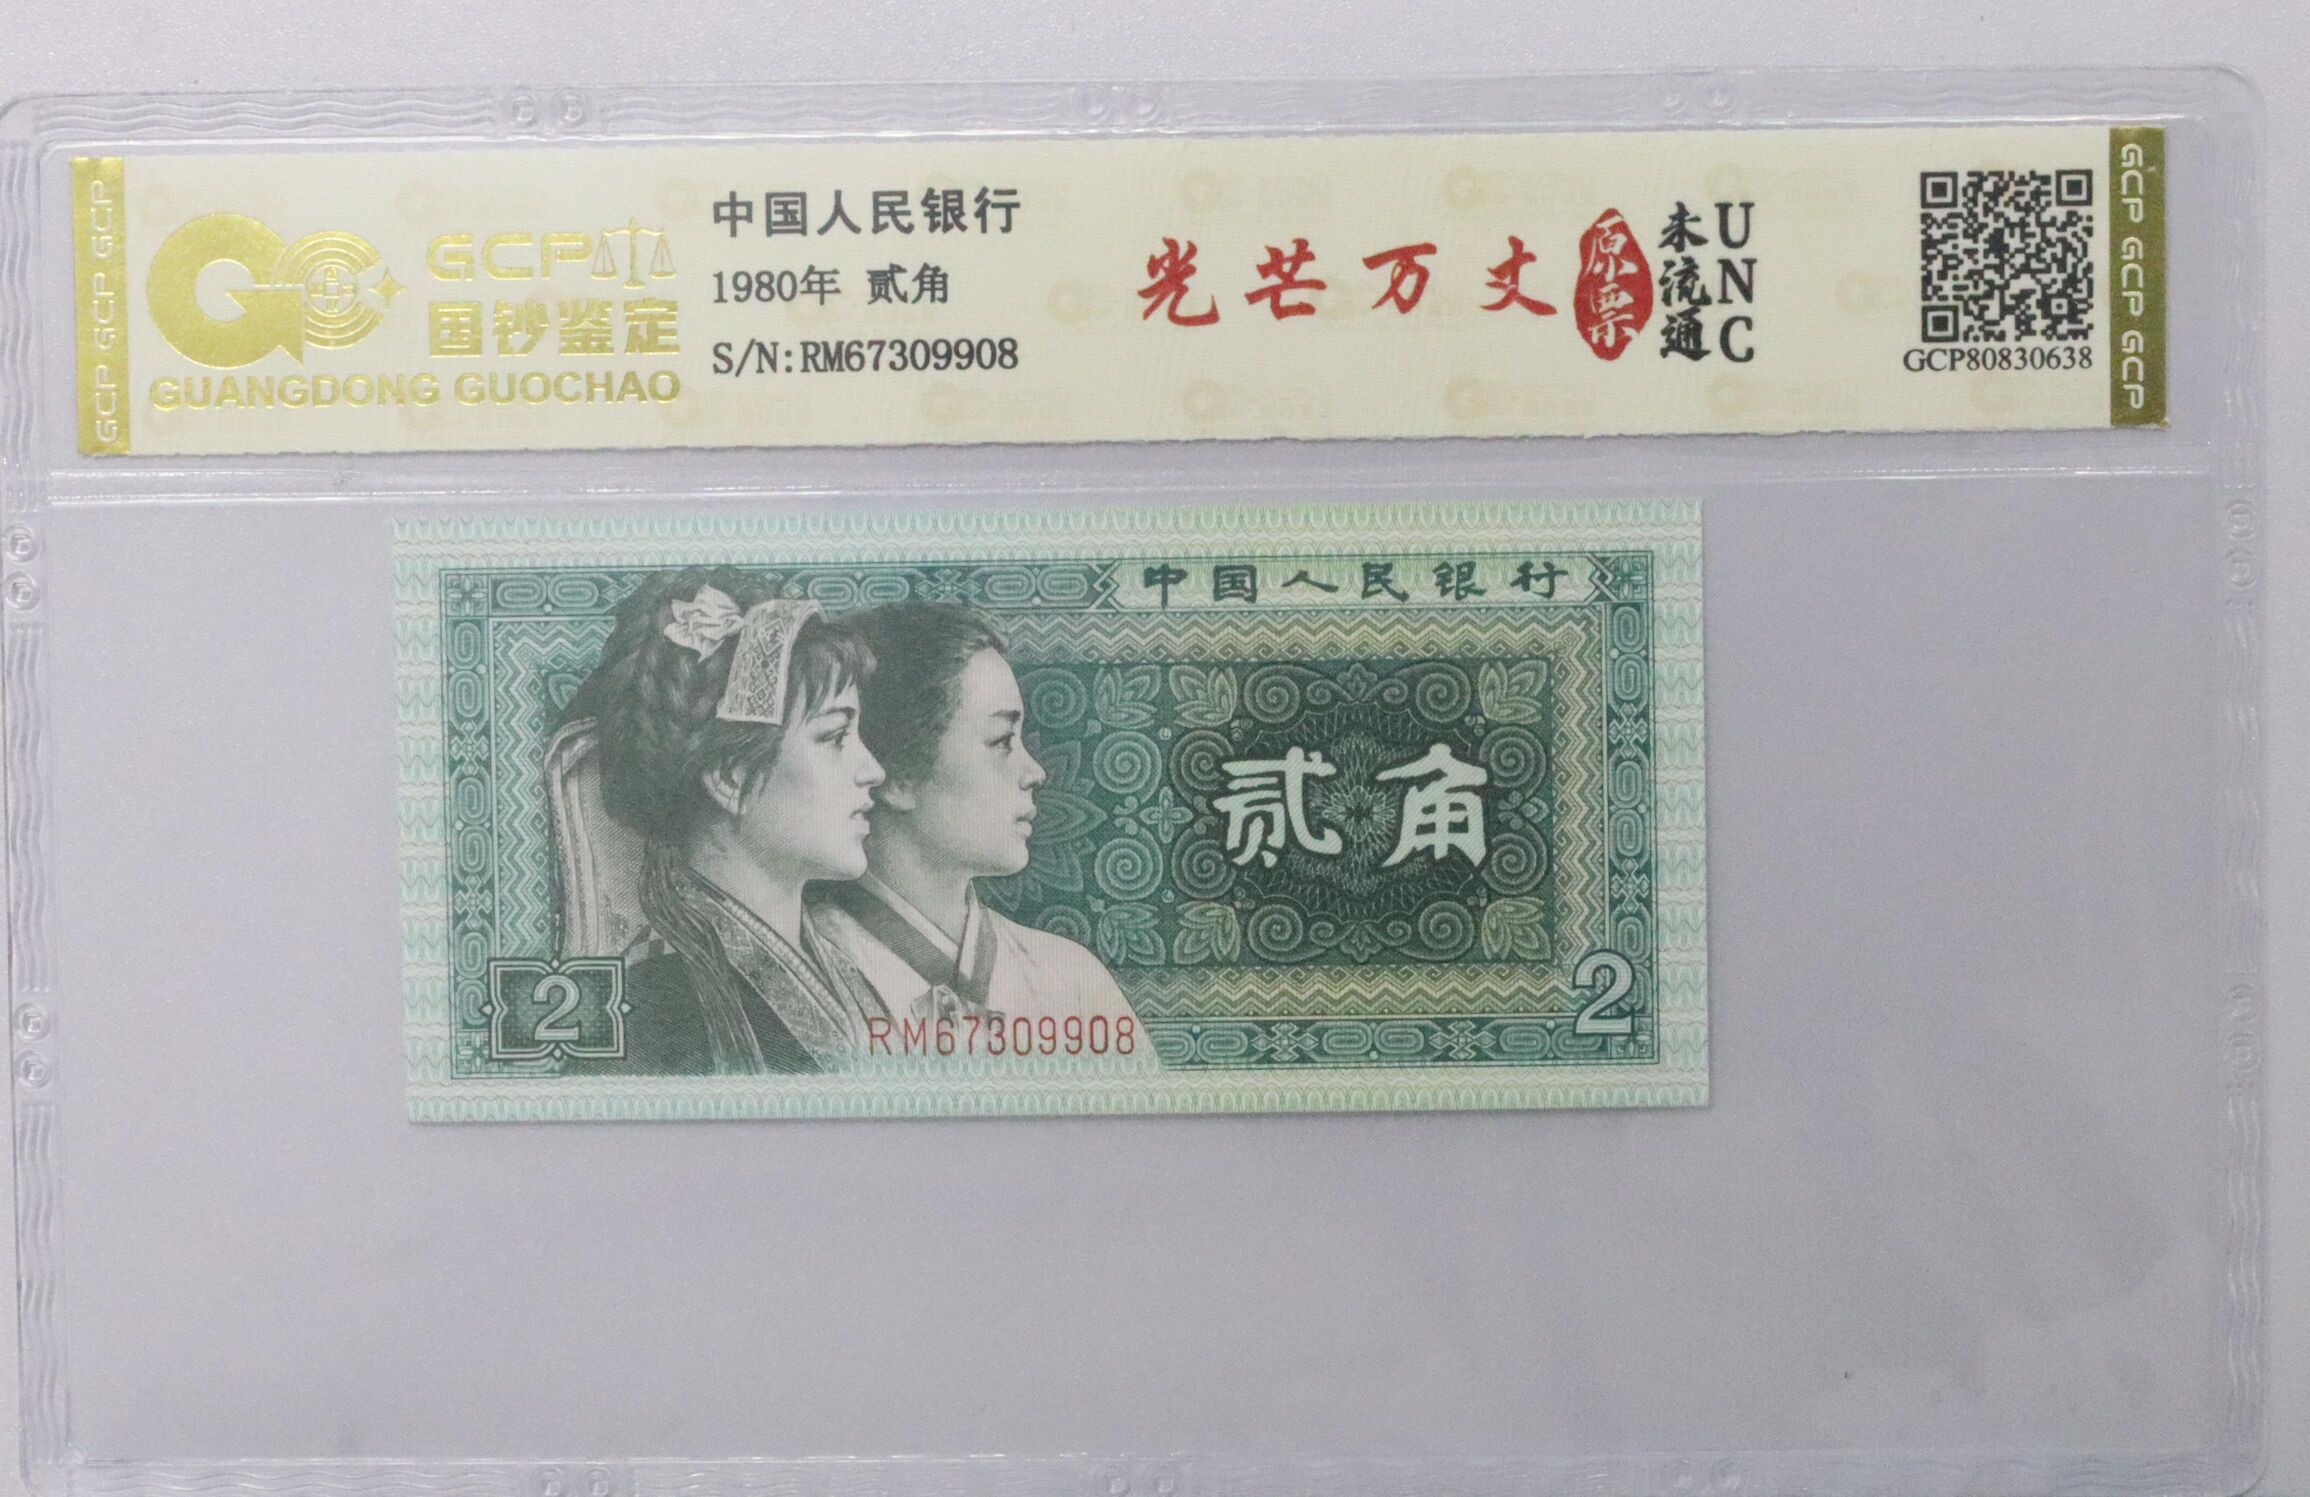 GCP GCP GCP
GCP
国钞鉴定
GUANGDONG GUOCHAO
中国人民银行
1980年 贰角
S/N:RM67309908
光芒万丈
原票
未流通
UNC
GCP80830638
GCP GCP GCP
中国人民银行
贰角
2
2
RM67309908